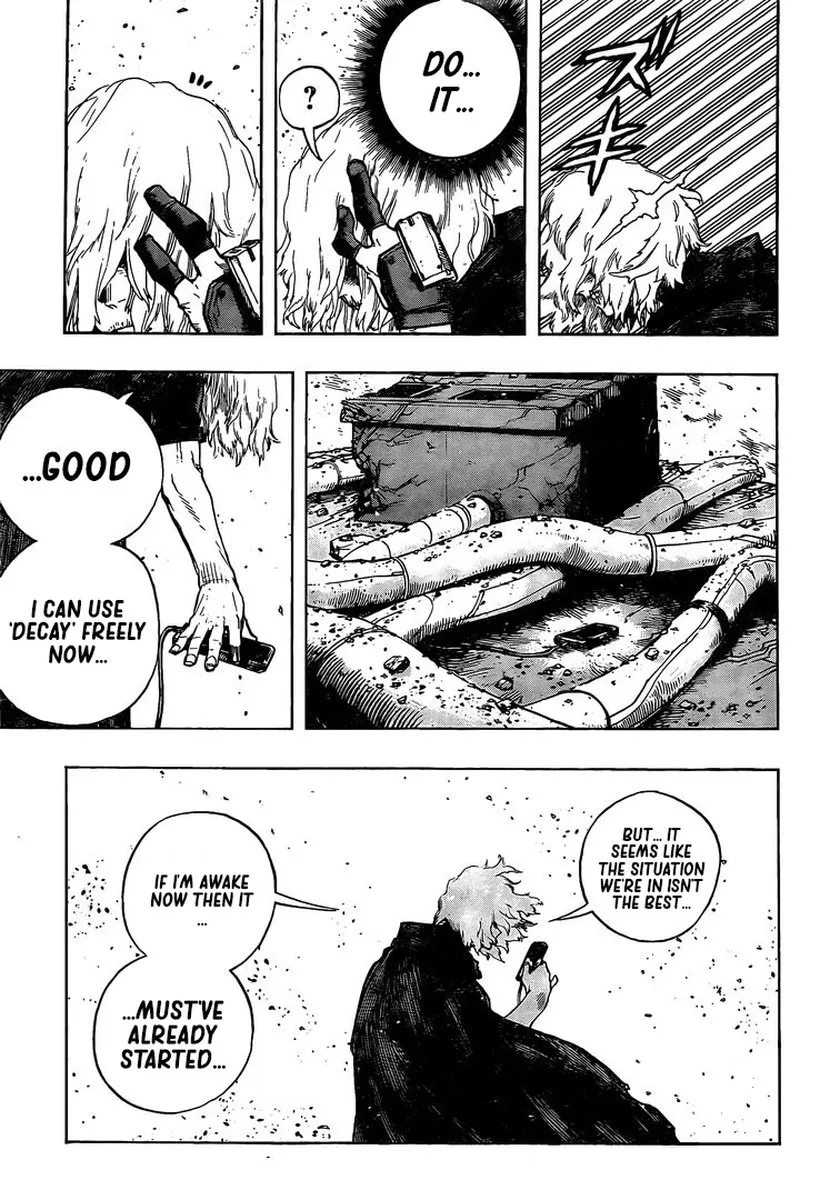 ズ
キ
DO...
IT...
?
...GOOD
I CAN USE
'DECAY' FREELY
NOW...
BUT... IT
SEEMS LIKE
THE SITUATION
WE'RE IN ISN'T
THE BEST...
IF I'M AWAKE
NOW THEN IT
...
...MUST'VE
ALREADY
STARTED...